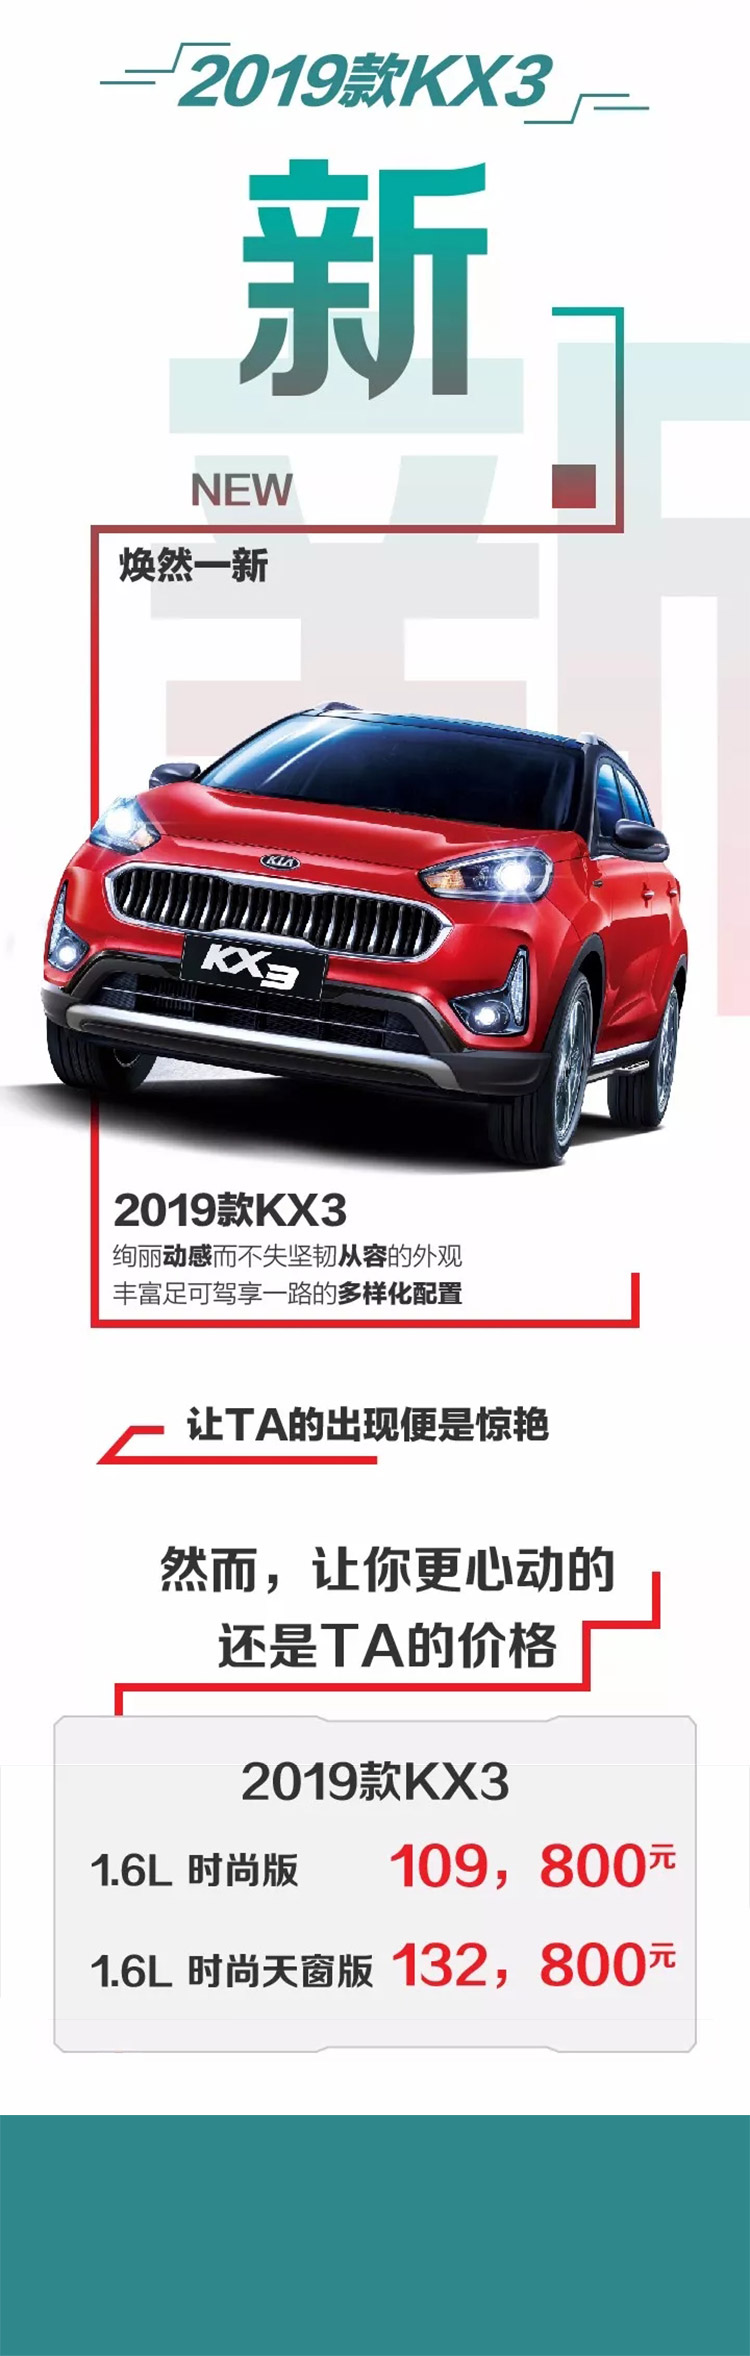 2019款KX3
新
NEW
焕然一新
KIA
KX3
2019款KX3
绚丽动感而不失坚韧从容的外观
丰富足可驾享一路的多样化配置
让TA的出现便是惊艳
然而，让你更心动的
还是TA的价格
2019款KX3
1.6L 时尚版 109，800元
1.6L 时尚天窗版 132，800元